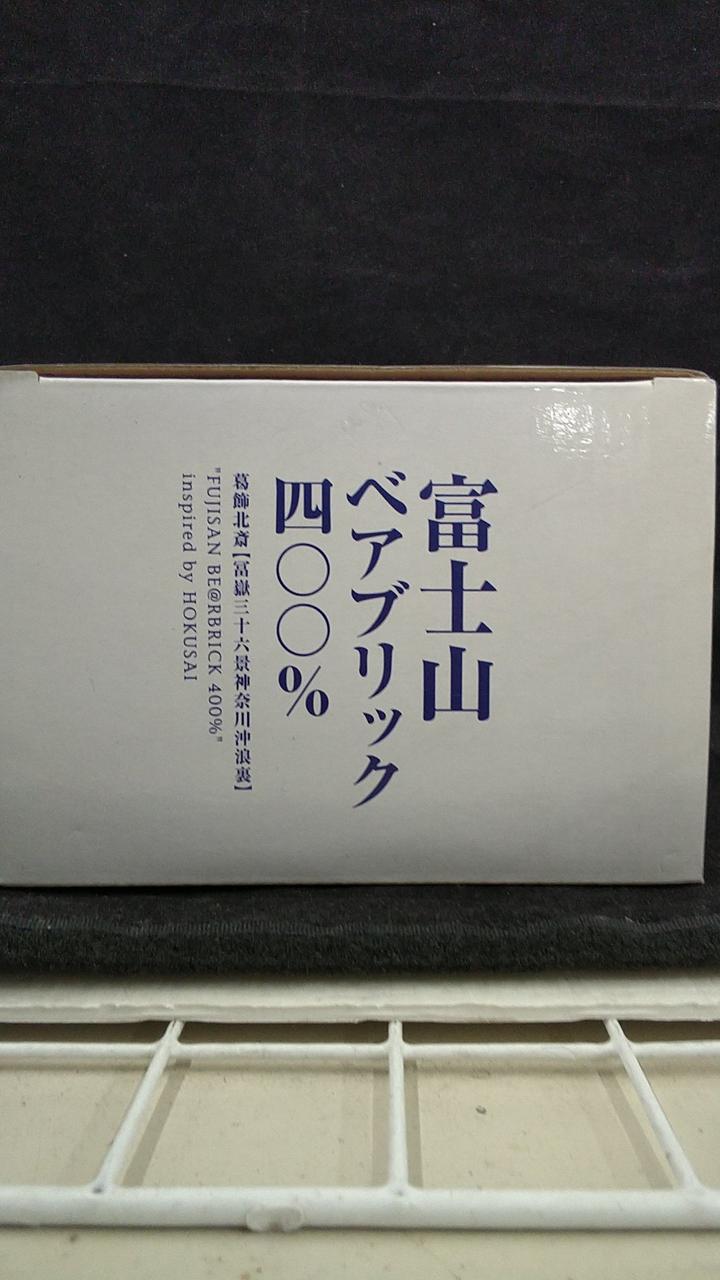 富士山
ベアブリック
四〇〇%
葛飾北斎【冨嶽三十六景神奈川沖浪裏】
"FUJISAN BE@RBRICK 400%"
inspired by HOKUSAI